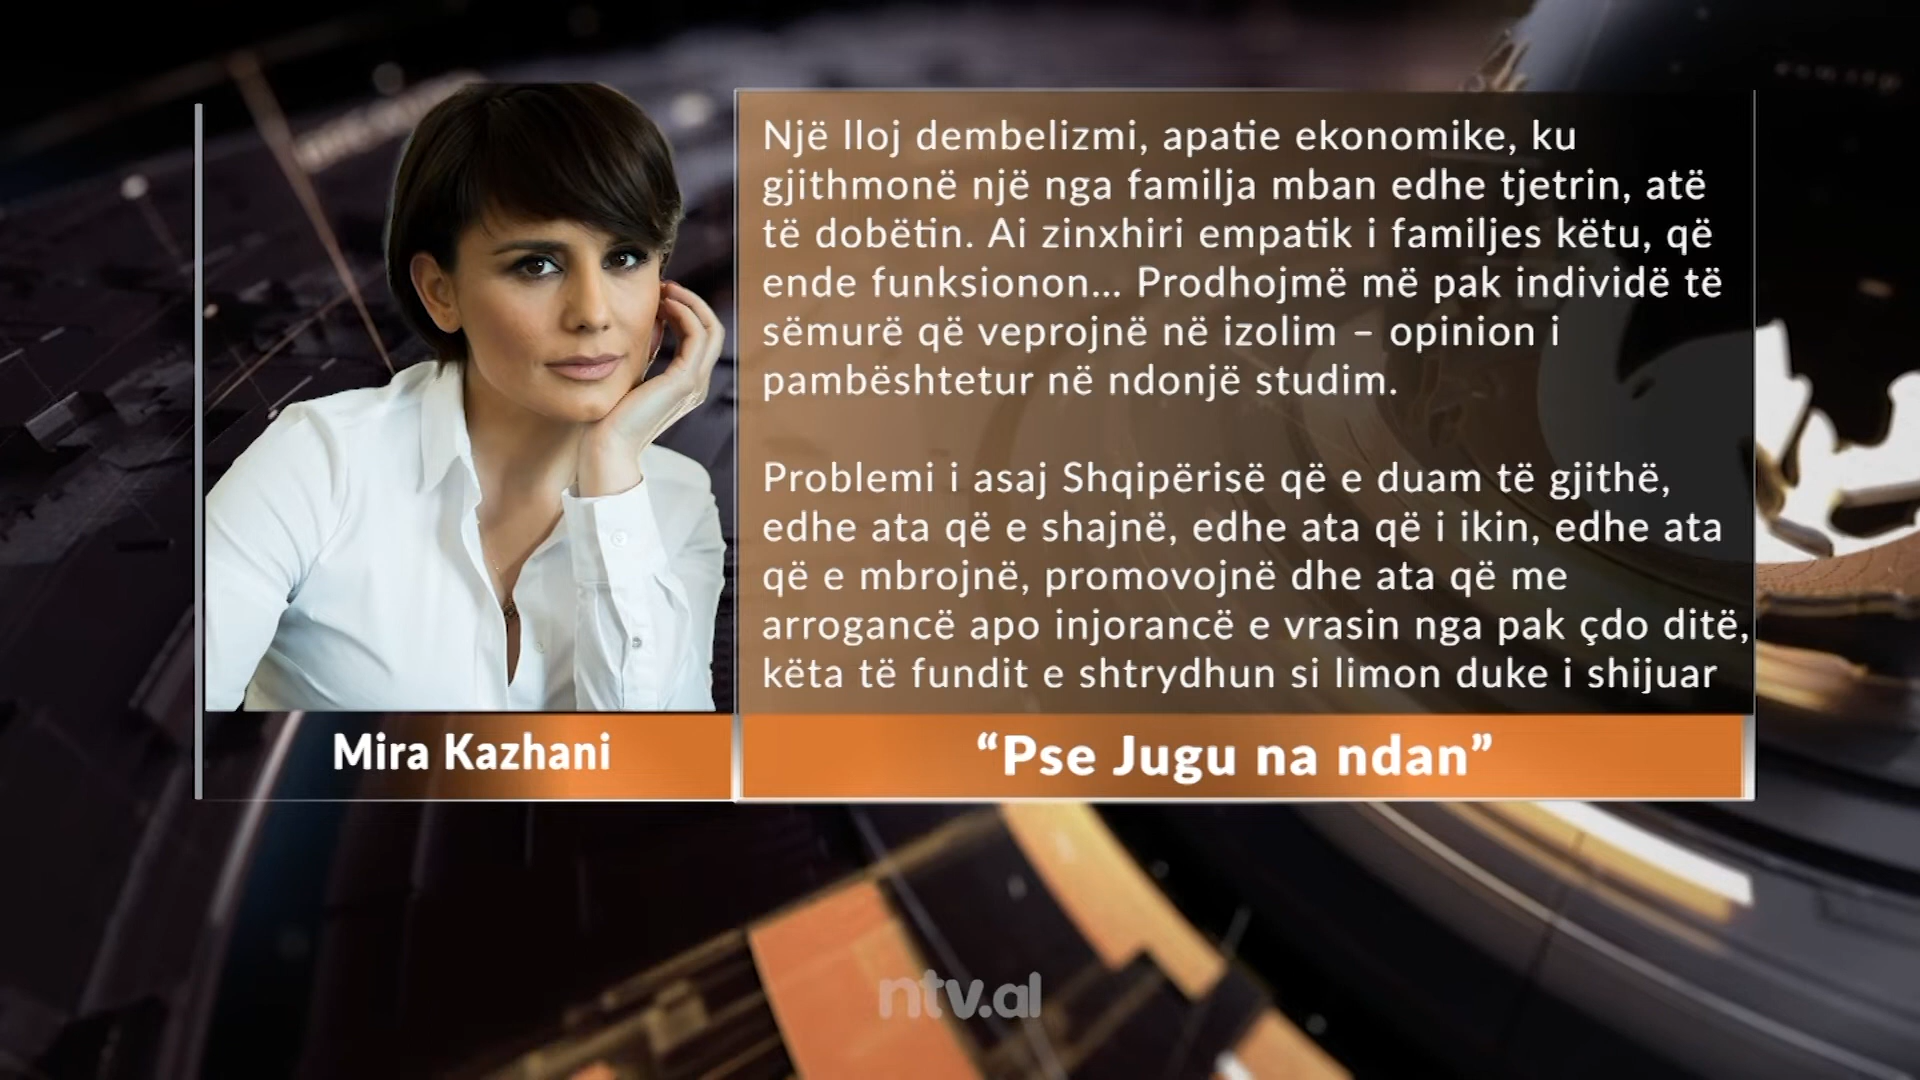 Një lloj dembelizmi, apatie ekonomike, ku
gjithmonë një nga familja mban edhe tjetrin, atë
të dobëtin. Ai zinxhiri empatik i familjes këtu, që
ende funksionon... Prodhojmë më pak individë të
sëmurë që veprojnë në izolim – opinion i
pambështetur në ndonjë studim.
Problemi i asaj Shqipërisë që e duam të gjithë,
edhe ata që e shajnë, edhe ata që i ikin, edhe ata
që e mbrojnë, promovojnë dhe ata që me
arrogancë apo injorancë e vrasin nga pak çdo ditë,
këta të fundit e shtrydhun si limon duke i shijuar
Mira Kazhani
“Pse Jugu na ndan”
ntv.al